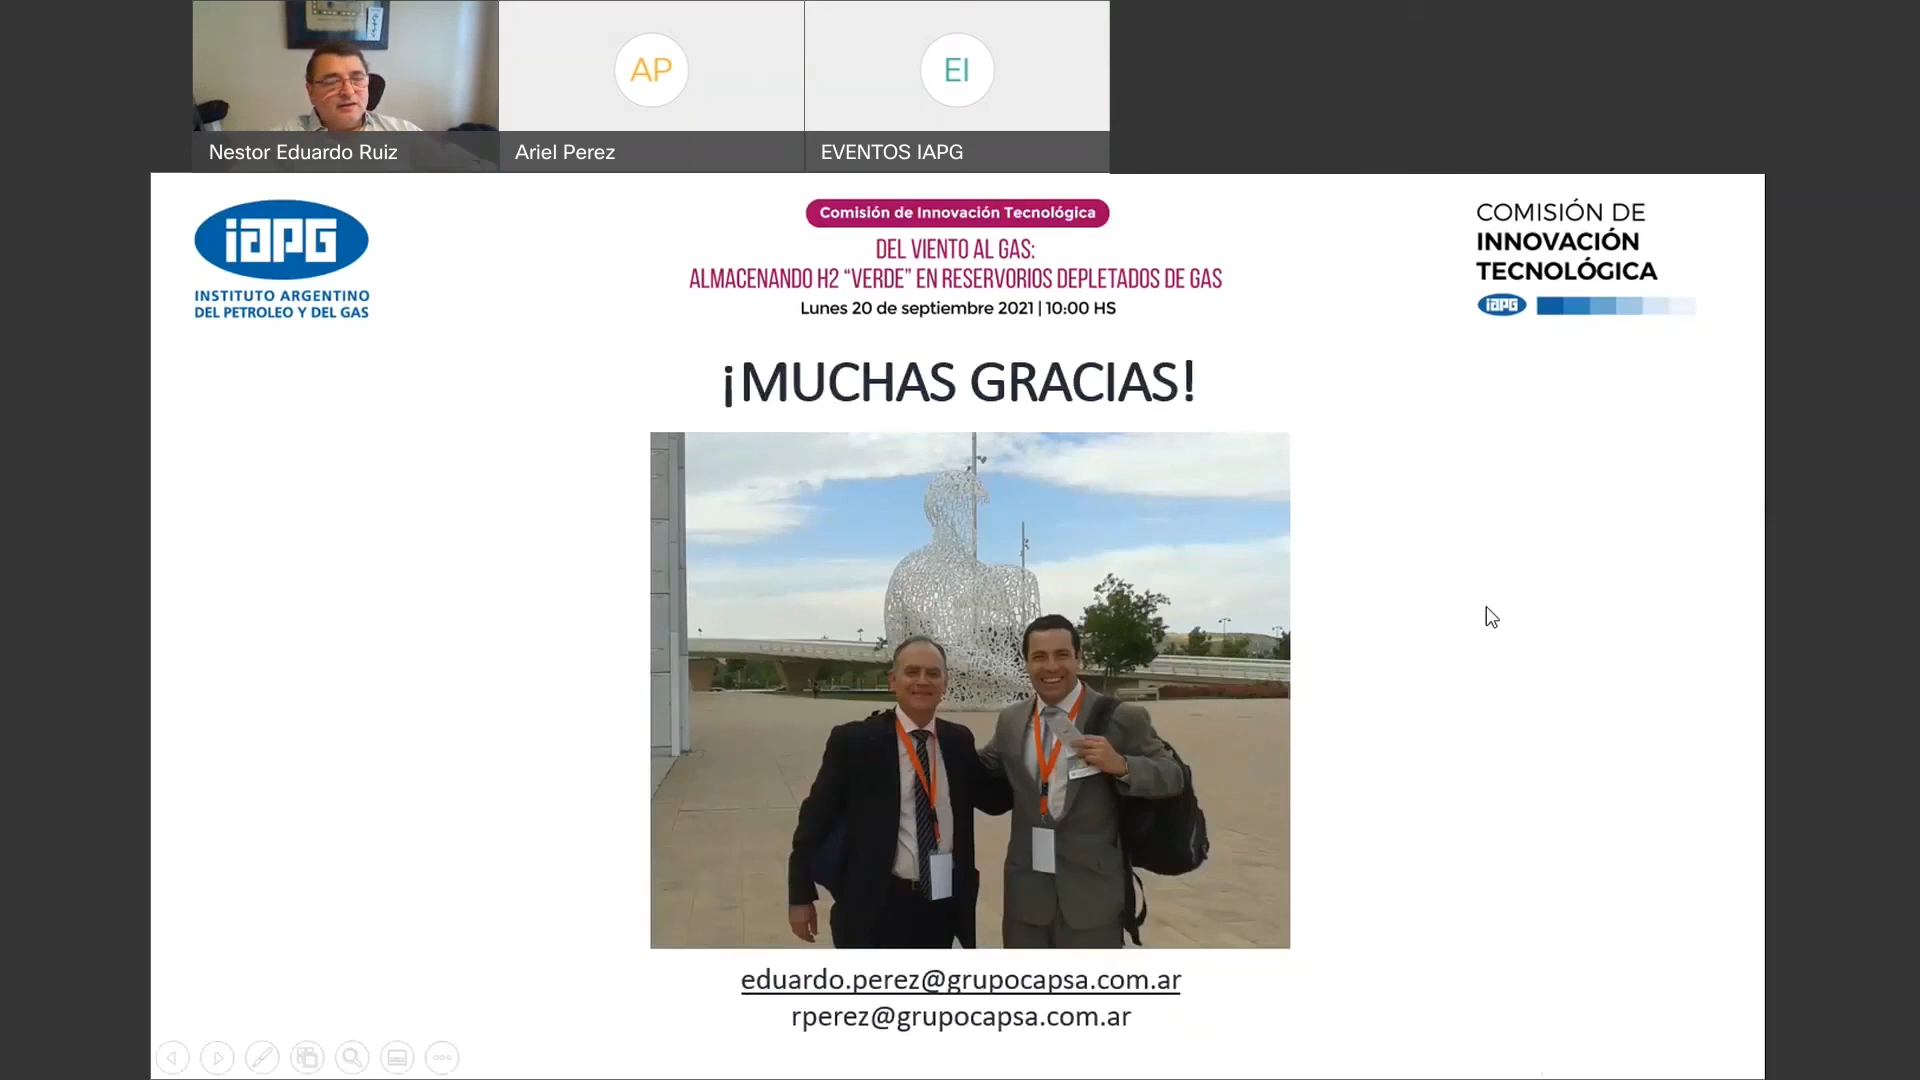 AP
EI
Nestor Eduardo Ruiz
Ariel Perez
EVENTOS IAPG
iAPG
INSTITUTO ARGENTINO
DEL PETROLEO Y DEL GAS
Comisión de Innovación Tecnológica
DEL VIENTO AL GAS:
ALMACENANDO H2 “VERDE” EN RESERVORIOS DEPLETADOS DE GAS
Lunes 20 de septiembre 2021 | 10:00 HS
COMISIÓN DE
INNOVACIÓN
TECNOLÓGICA
iAPG
¡MUCHAS GRACIAS!
eduardo.perez@grupocapsa.com.ar
rperez@grupocapsa.com.ar